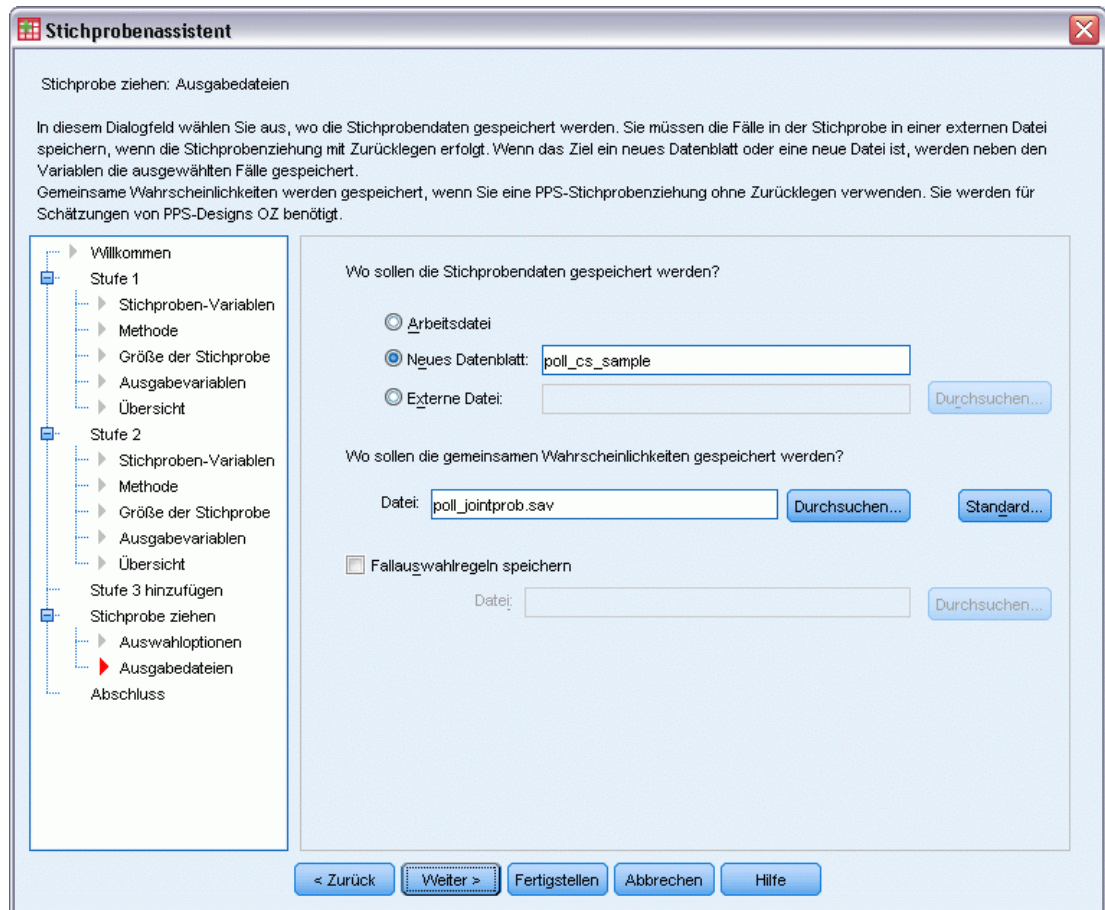 Stichprobenassistent
Stichprobe ziehen: Ausgabedateien
In diesem Dialogfeld wählen Sie aus, wo die Stichprobendaten gespeichert werden. Sie müssen die Fälle in der Stichprobe in einer externen Datei
speichern, wenn die Stichprobenziehung mit Zurücklegen erfolgt. Wenn das Ziel ein neues Datenblatt oder eine neue Datei ist, werden neben den
Variablen die ausgewählten Fälle gespeichert.
Gemeinsame Wahrscheinlichkeiten werden gespeichert, wenn Sie eine PPS-Stichprobenziehung ohne Zurücklegen verwenden. Sie werden für
Schätzungen von PPS-Designs OZ benötigt.
Willkommen
Stufe 1
Stichproben-Variablen
Methode
Größe der Stichprobe
Ausgabevariablen
Übersicht
Stufe 2
Stichproben-Variablen
Methode
Größe der Stichprobe
Ausgabevariablen
Übersicht
Stufe 3 hinzufügen
Stichprobe ziehen
Auswahloptionen
Ausgabedateien
Abschluss
Wo sollen die Stichprobendaten gespeichert werden?
Arbeitsdatei
Neues Datenblatt: poll_cs_sample
Externe Datei: Durchsuchen...
Wo sollen die gemeinsamen Wahrscheinlichkeiten gespeichert werden?
Datei: poll_jointprob.sav Durchsuchen... Standard...
Fallauswahlregeln speichern
Datei: Durchsuchen...
< Zurück Weiter > Fertigstellen Abbrechen Hilfe